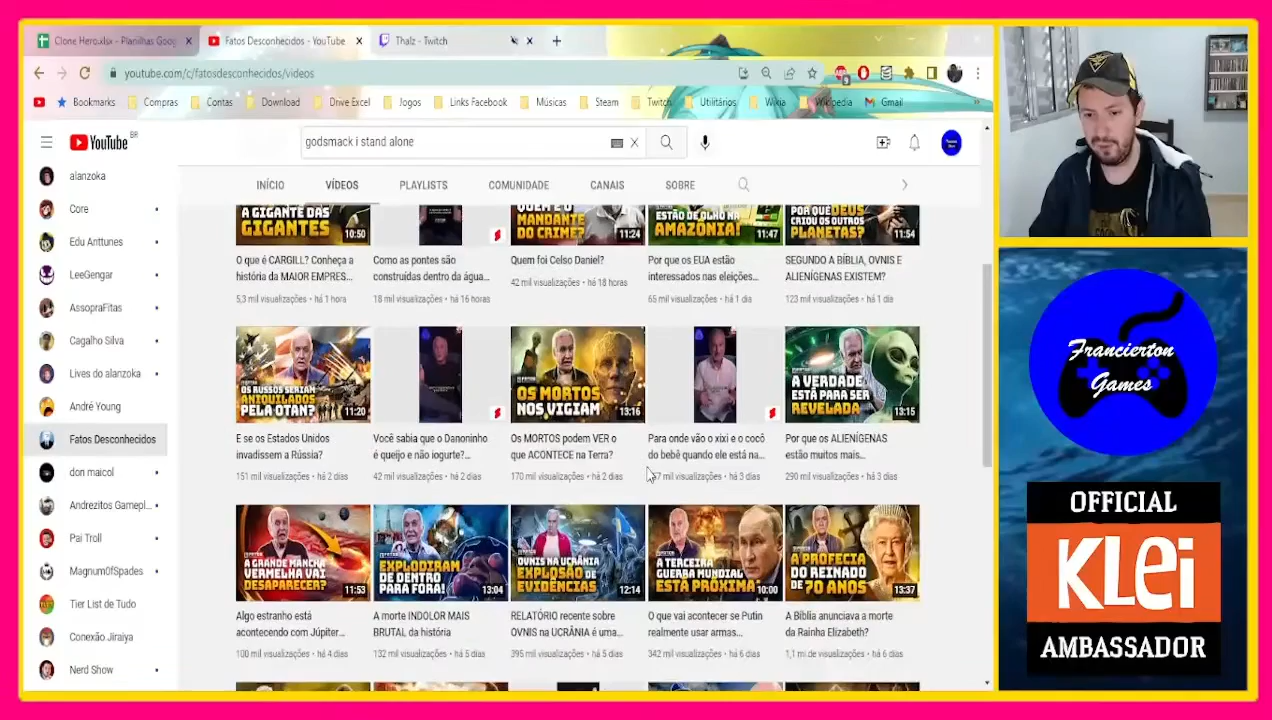 Clone Hero.xlsx - Planilhas Goog
Fatos Desconhecidos - YouTube
Thalz - Twitch
youtube.com/c/fatosdesconhecidos/videos
Bookmarks
Compras
Contas
Download
Drive Excel
Jogos
Links Facebook
Músicas
Steam
Twitch
Utilitários
Wikia
Wikipedia
Gmail
YouTube BR
godsmack i stand alone
INÍCIO
VÍDEOS
PLAYLISTS
COMUNIDADE
CANAIS
SOBRE
alanzoka
Core
Edu Anttunes
LeeGengar
AssopraFitas
Cagalho Silva
Lives do alanzoka
André Young
Fatos Desconhecidos
don maicol
Andrezitos Gamepl...
Pai Troll
Magnum0fSpades
Tier List de Tudo
Conexão Jiraiya
Nerd Show
A GIGANTE DAS
GIGANTES
10:50
O que é CARGILL? Conheça a
história da MAIOR EMPRES...
5,3 mil visualizações • há 1 hora
Como as pontes são
construídas dentro da água...
18 mil visualizações • há 16 horas
QUEM É O
MANDANTE
DO CRIME?
11:24
Quem foi Celso Daniel?
42 mil visualizações • há 18 horas
ESTÃO DE OLHO NA
AMAZÔNIA!
11:47
Por que os EUA estão
interessados nas eleições...
65 mil visualizações • há 1 dia
POR QUE DEUS
CRIOU OS OUTROS
PLANETAS?
11:54
SEGUNDO A BÍBLIA, OVNIS E
ALIENÍGENAS EXISTEM?
123 mil visualizações • há 1 dia
OS RUSSOS SERIAM
ANIQUILADOS
PELA OTAN?
11:20
E se os Estados Unidos
invadissem a Rússia?
151 mil visualizações • há 2 dias
Você sabia que o Danoninho
é queijo e não iogurte?...
42 mil visualizações • há 2 dias
OS MORTOS
NOS VIGIAM
13:16
Os MORTOS podem VER o
que ACONTECE na Terra?
170 mil visualizações • há 2 dias
Para onde vão o xixi e o cocô
do bebê quando ele está na...
7 mil visualizações • há 3 dias
A VERDADE
ESTÁ PARA SER
REVELADA
13:15
Por que os ALIENÍGENAS
estão muitos mais...
290 mil visualizações • há 3 dias
A GRANDE MANCHA
VERMELHA VAI
DESAPARECER?
11:53
Algo estranho está
acontecendo com Júpiter...
100 mil visualizações • há 4 dias
EXPLODIRAM
DE DENTRO
PARA FORA!
13:04
A morte INDOLOR MAIS
BRUTAL da história
132 mil visualizações • há 5 dias
OVNIS NA UCRÂNIA
EXPLOSÃO DE
EVIDÊNCIAS
12:14
RELATÓRIO recente sobre
OVNIS na UCRÂNIA é uma...
395 mil visualizações • há 5 dias
A TERCEIRA
GUERRA MUNDIAL
ESTÁ PRÓXIMA
10:00
O que vai acontecer se Putin
realmente usar armas...
342 mil visualizações • há 6 dias
A PROFECIA
DO REINADO
DE 70 ANOS
13:37
A Bíblia anunciava a morte
da Rainha Elizabeth?
1,1 mi de visualizações • há 6 dias
Francierton
Games
OFFICIAL
KLEi
AMBASSADOR